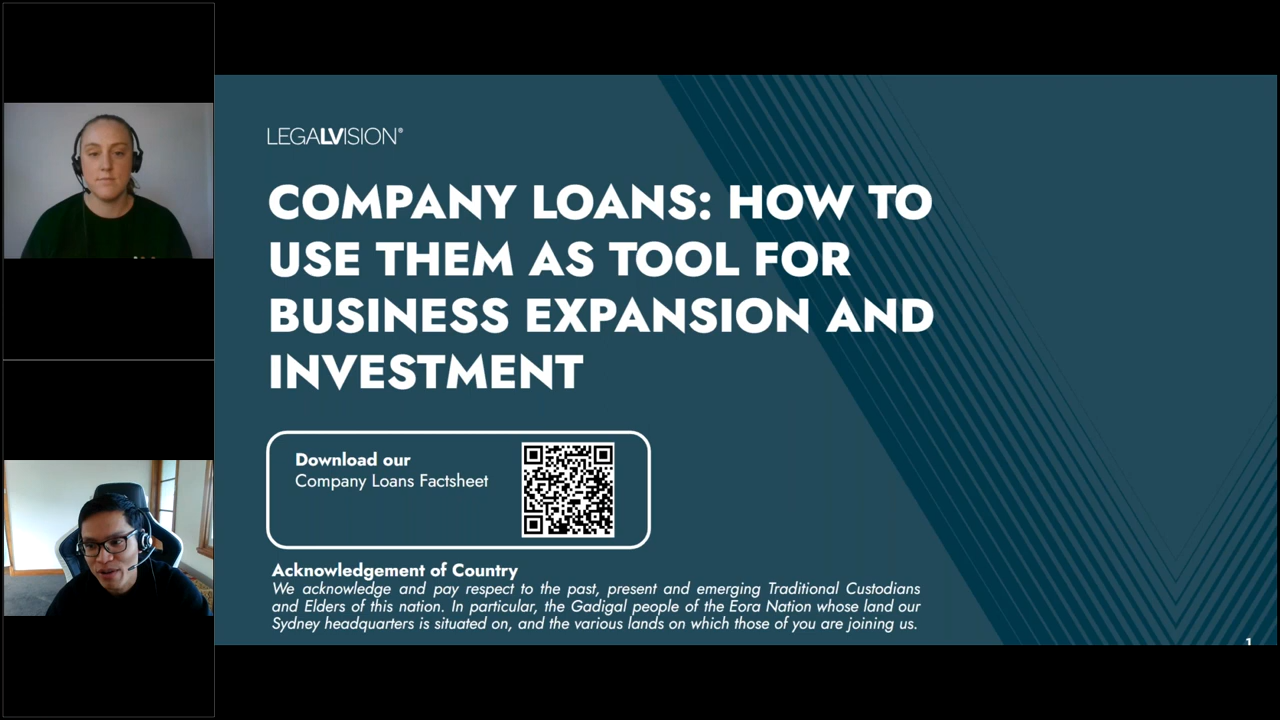 LEGALVISION®
COMPANY LOANS: HOW TO
USE THEM AS TOOL FOR
BUSINESS EXPANSION AND
INVESTMENT
Download our
Company Loans Factsheet
Acknowledgement of Country
We acknowledge and pay respect to the past, present and emerging Traditional Custodians
and Elders of this nation. In particular, the Gadigal people of the Eora Nation whose land our
Sydney headquarters is situated on, and the various lands on which those of you are joining us.
1